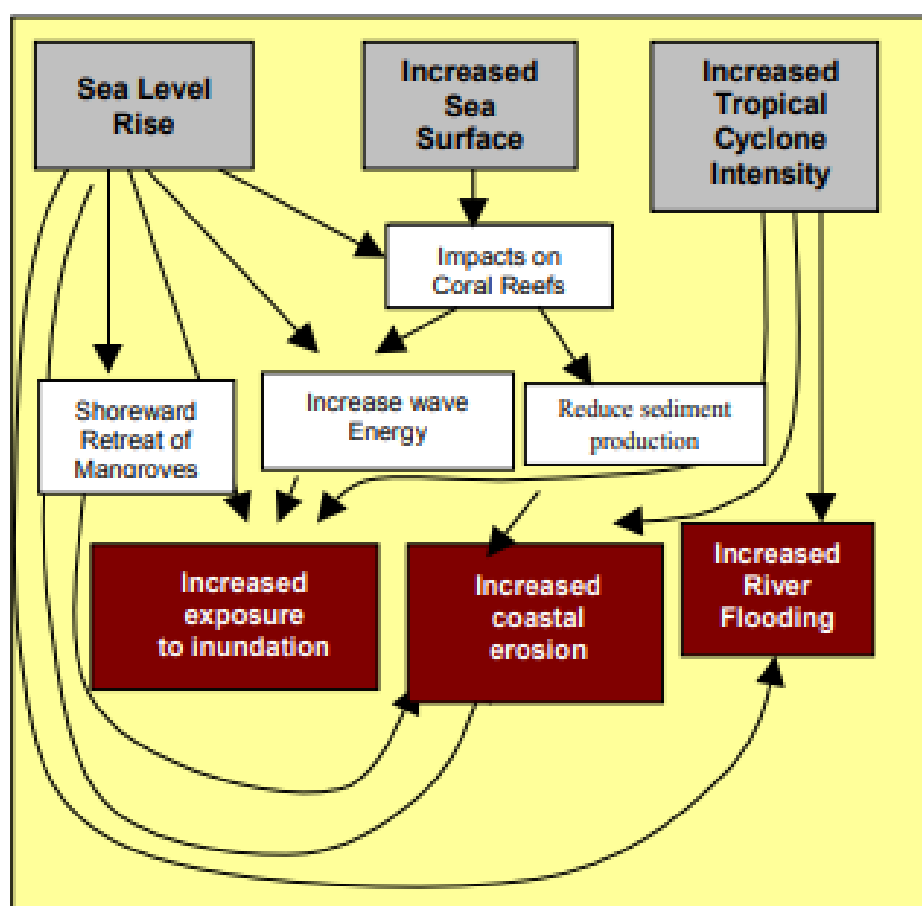 Sea Level
Rise
Increased
Sea
Surface
Increased
Tropical
Cyclone
Intensity
Impacts on
Coral Reefs
Shoreward
Retreat of
Mangroves
Increase wave
Energy
Reduce sediment
production
Increased
exposure
to inundation
Increased
coastal
erosion
Increased
River
Flooding